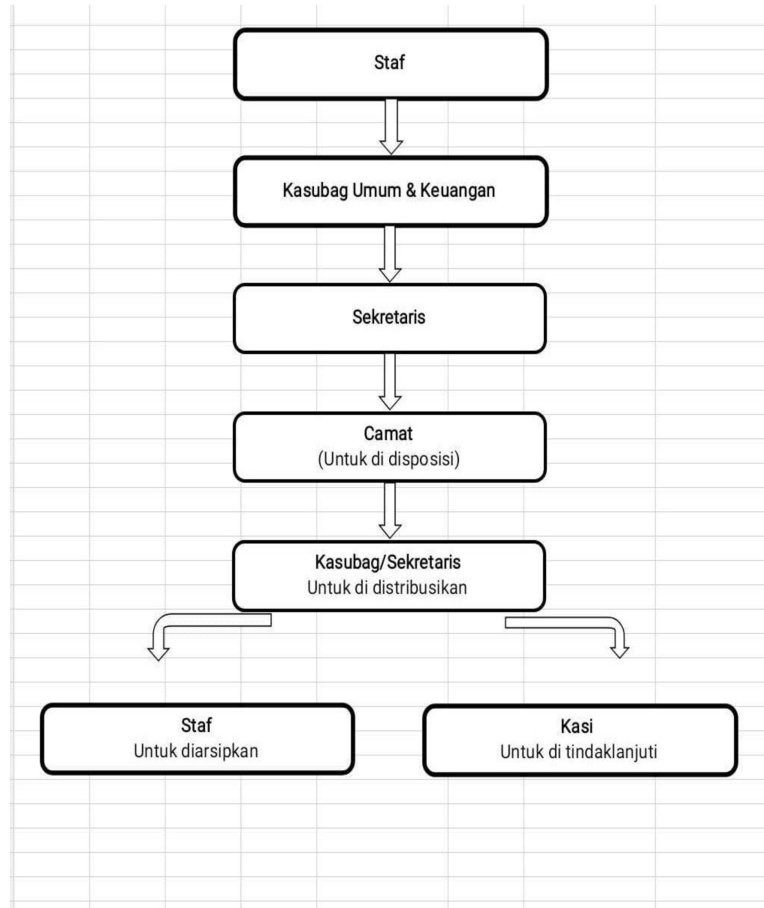 Staf
Kasubag Umum & Keuangan
Sekretaris
Camat
(Untuk di disposisi)
Kasubag/Sekretaris
Untuk di distribusikan
Staf
Untuk diarsipkan
Kasi
Untuk di tindaklanjuti